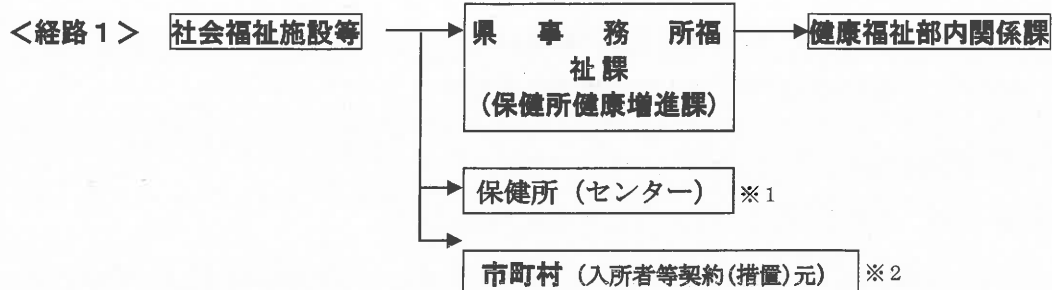 <経路1> 社会福祉施設等 県事務所福 健康福祉部内関係課
祉課
(保健所健康増進課)
保健所(センター) ※1
市町村(入所者等契約(措置)元) ※2